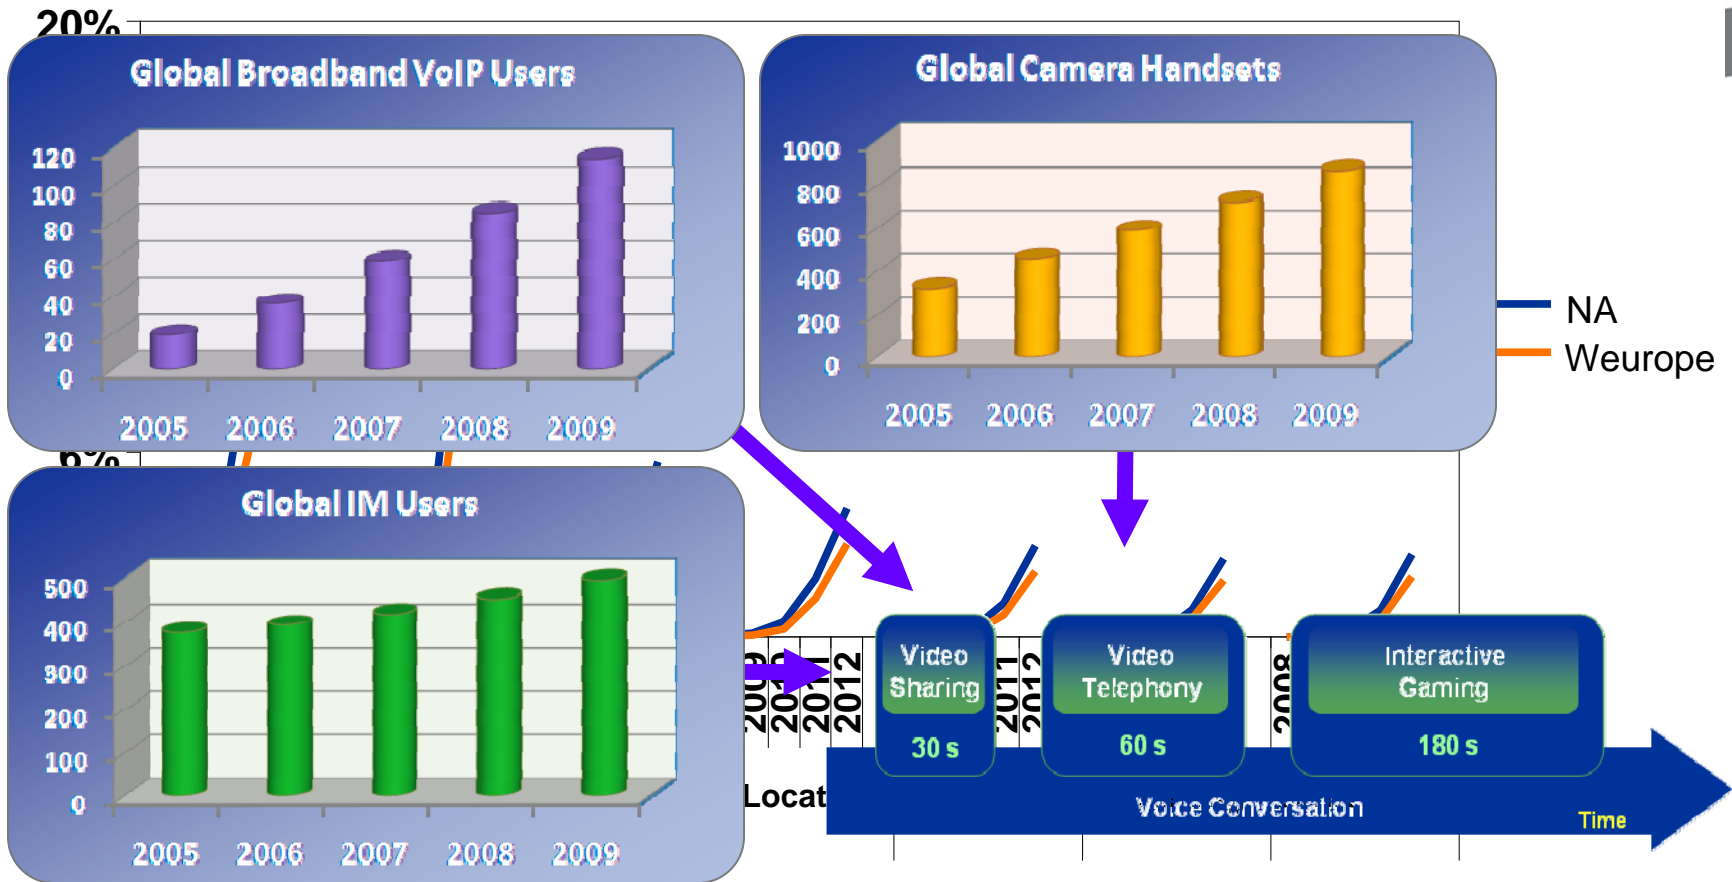 20%
Global Broadband VoIP Users
120
100
80
60
40
20
0
2005 2006 2007 2008 2009
Global Camera Handsets
1000
800
600
400
200
0
2005 2006 2007 2008 2009
NA
Weurope
6%
Global IM Users
500
400
300
200
100
0
2005 2006 2007 2008 2009
2009
2010
2011
2012
2011
2012
2008
Video
Sharing
30 s
Video
Telephony
60 s
Interactive
Gaming
180 s
Locat
Voice Conversation
Time